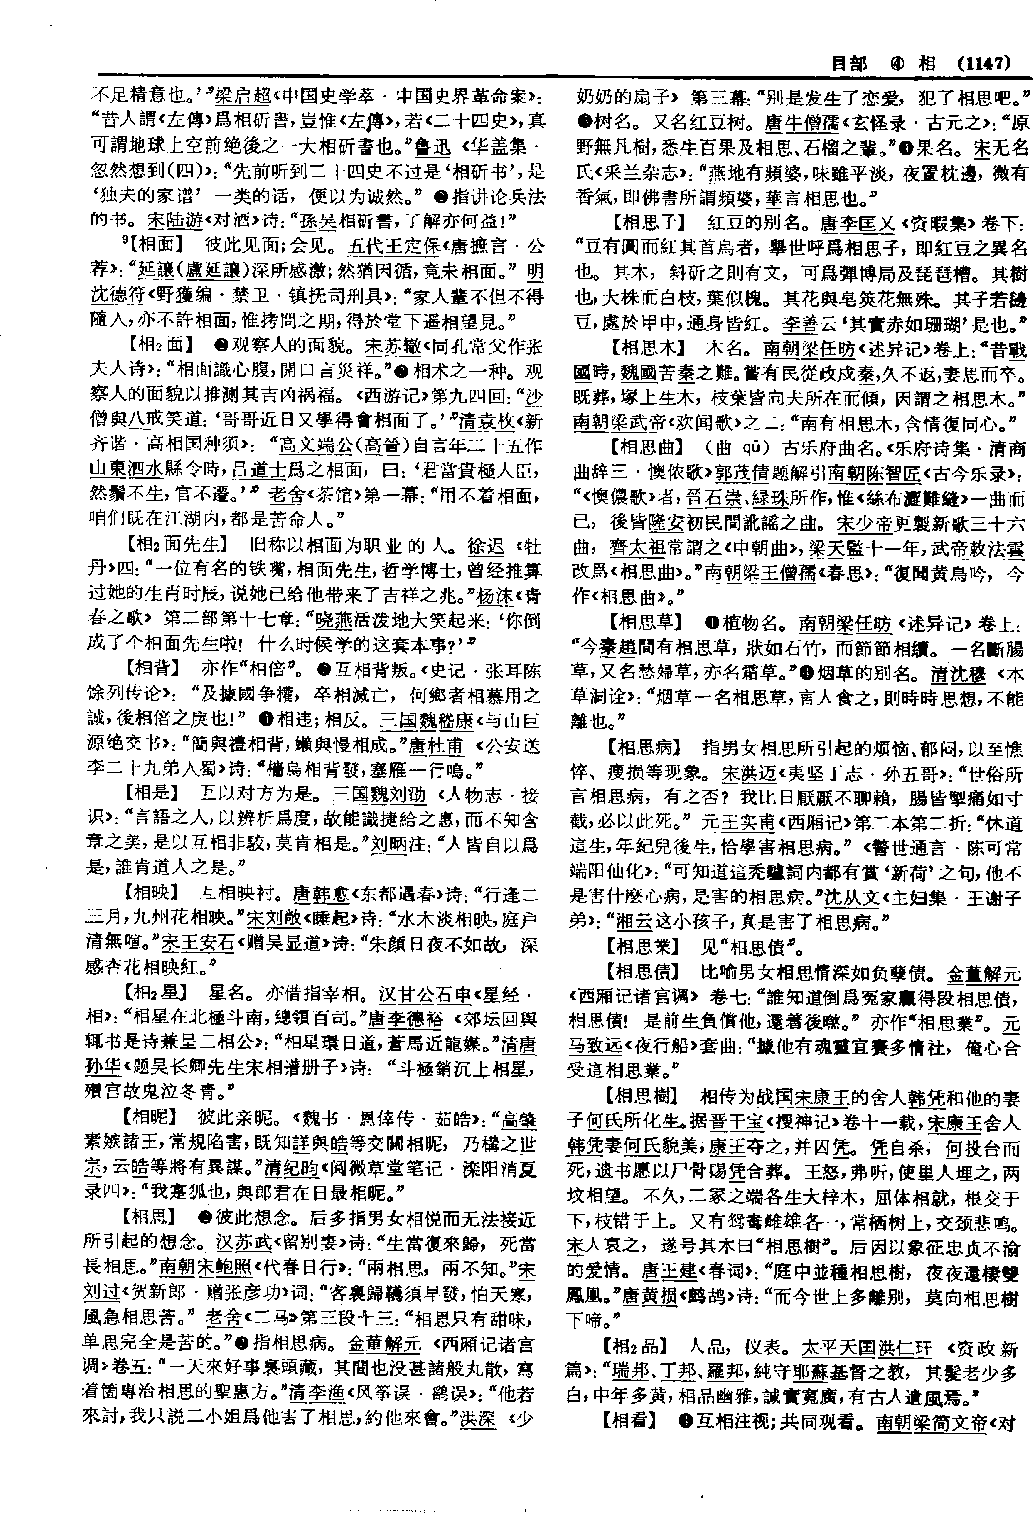 目部 ④ 相 (1147)
不足精意也。’”梁启超《中国史学萃·中国史界革命案》:
“昔人謂《左傳》爲相斫書,豈惟《左傳》,若《二十四史》,真
可謂地球上空前絶後之一大相斫書也。”鲁迅《华盖集·
忽然想到(四)》:“先前听到二十四史不过是‘相斫书’,是
‘独夫的家谱’一类的话,便以为诚然。”❷指讲论兵法
的书。宋陆游《对酒》诗:“孫吴相斫書,了解亦何益!”
9【相面】 彼此见面;会见。五代王定保《唐摭言·公
荐》:“延讓(盧延讓)深所感激;然猶因循,竟未相面。”明
沈德符《野獲编·禁卫·镇抚司刑具》:“家人輩不但不得
隨人,亦不許相面,惟拷問之期,得於堂下遥相望見。”
【相2面】 ❶观察人的面貌。宋苏辙《同孔常父作张
夫人诗》:“相面識心腹,開口言災祥。”❷相术之一种。观
察人的面貌以推测其吉凶祸福。《西游记》第九四回:“沙
僧與八戒笑道:‘哥哥近日又學得會相面了。’”清袁枚《新
齐谐·高相国种须》:“高文端公(高晉)自言年二十五作
山東泗水縣令時,吕道士爲之相面,曰:‘君當貴極人臣,
然鬚不生,官不遷。’”老舍《茶馆》第一幕:“用不着相面,
咱们既在江湖内,都是苦命人。”
【相2面先生】 旧称以相面为职业的人。徐迟《牡
丹》四:“一位有名的铁嘴,相面先生,哲学博士,曾经推算
过她的生肖时辰,说她已给他带来了吉祥之兆。”杨沫《青
春之歌》第二部第十七章:“晓燕活泼地大笑起来:‘你倒
成了个相面先生啦!什么时候学的这套本事?’”
【相背】 亦作“相倍”。❶互相背叛。《史记·张耳陈
馀列传论》:“及據國争權,卒相滅亡,何鄉者相慕用之
誠,後相倍之戾也!”❷相违;相反。三国魏嵇康《与山巨
源绝交书》:“簡與禮相背,嬾與慢相成。”唐杜甫《公安送
李二十九弟入蜀》诗:“檣烏相背發,塞雁一行鳴。”
【相是】 互以对方为是。三国魏刘劭《人物志·接
识》:“言語之人,以辨析爲度,故能識捷給之惠,而不知含
章之美,是以互相非駮,莫肯相是。”刘昞注:“人皆自以爲
是,誰肯道人之是。”
【相映】 互相映衬。唐韩愈《东都遇春》诗:“行逢二
三月,九州花相映。”宋刘敞《睡起》诗:“水木淡相映,庭户
清無喧。”宋王安石《赠吴显道》诗:“朱顔日夜不如故,深
感杏花相映紅。”
【相2星】 星名。亦借指宰相。汉甘公石申《星经·
相》:“相星在北極斗南,總領百司。”唐李德裕《郊坛回舆
辄书是诗兼呈二相公》:“相星環日道,蒼馬近龍媒。”清唐
孙华《题吴长卿先生宋相谱册子》诗:“斗極銷沉上相星,
殯宫故鬼泣冬青。”
【相昵】 彼此亲昵。《魏书·恩倖传·茹皓》:“高肇
素嫉諸王,常規陷害,既知詳與皓等交關相昵,乃構之世
宗,云皓等將有異謀。”清纪昀《阅微草堂笔记·滦阳消夏
录四》:“我蹇狐也,與郎君在日最相昵。”
【相思】 ❶彼此想念。后多指男女相悦而无法接近
所引起的想念。汉苏武《留别妻》诗:“生當復來歸,死當
長相思。”南朝宋鲍照《代春日行》:“兩相思,兩不知。”宋
刘过《贺新郎·赠张彦功》词:“客裏歸韉須早發,怕天寒,
風急相思苦。”老舍《二马》第三段十三:“相思只有甜味,
单思完全是苦的。”❷指相思病。金董解元《西厢记诸宫
调》卷五:“一天來好事裏頭藏,其間也没甚諸般丸散,寫
着箇專治相思的聖惠方。”清李渔《风筝误·鹞误》:“他若
來討,我只説二小姐爲他害了相思,約他來會。”洪深《少
奶奶的扇子》第三幕:“别是发生了恋爱,犯了相思吧。”
❸树名。又名红豆树。唐牛僧孺《玄怪录·古元之》:“原
野無凡樹,悉生百果及相思、石榴之輩。”❹果名。宋无名
氏《采兰杂志》:“燕地有頻婆,味雖平淡,夜置枕邊,微有
香氣,即佛書所謂頻婆,華言相思也。”
【相思子】 红豆的别名。唐李匡乂《资暇集》卷下:
“豆有圓而紅其首烏者,舉世呼爲相思子,即紅豆之異名
也。其木,斜斫之則有文,可爲彈博局及琵琶槽。其樹
也,大株而白枝,葉似槐。其花與皂莢花無殊。其子若穭
豆,處於甲中,通身皆紅。李善云‘其實赤如珊瑚’是也。”
【相思木】 木名。南朝梁任昉《述异记》卷上:“昔戰
國時,魏國苦秦之難。嘗有民從戍秦,久不返,妻思而卒。
既葬,塚上生木,枝葉皆向夫所在而傾,因謂之相思木。”
南朝梁武帝《欢闻歌》之二:“南有相思木,含情復同心。”
【相思曲】 (曲 qǔ)古乐府曲名。《乐府诗集·清商
曲辞三·懊侬歌》郭茂倩题解引南朝陈智匠《古今乐录》:
“《懊儂歌》者,晉石崇、緑珠所作,惟《絲布澀難縫》一曲而
已;後皆隆安初民間訛謡之曲。宋少帝更製新歌三十六
曲,齊太祖常謂之《中朝曲》,梁天監十一年,武帝敕法雲
改爲《相思曲》。”南朝梁王僧孺《春思》:“復聞黄鳥吟,今
作《相思曲》。”
【相思草】 ❶植物名。南朝梁任昉《述异记》卷上:
“今秦趙間有相思草,狀如石竹,而節節相續。一名斷腸
草,又名愁婦草,亦名霜草。”❷烟草的别名。清沈穆《本
草洞诠》:“烟草一名相思草,言人食之,則時時思想,不能
離也。”
【相思病】 指男女相思所引起的烦恼、郁闷,以至憔
悴、瘦损等现象。宋洪迈《夷坚丁志·孙五哥》:“世俗所
言相思病,有之否?我比日厭厭不聊賴,腸皆掣痛如寸
截,必以此死。”元王实甫《西厢记》第二本第二折:“休道
這生,年紀兒後生,恰學害相思病。”《警世通言·陈可常
端阳仙化》:“可知道這禿驢詞内都有賞‘新荷’之句,他不
是害什麽心病,是害的相思病。”沈从文《主妇集·王谢子
弟》:“湘云这小孩子,真是害了相思病。”
【相思業】 见“相思债”。
【相思债】 比喻男女相思情深如负孽债。金董解元
《西厢记诸宫调》卷七:“誰知道倒爲冤家贏得段相思債,
相思債!是前生負償他,還着後噷。”亦作“相思業”。元
马致远《夜行船》套曲:“據他有魂靈宜賽多情社,俺心合
受這相思業。”
【相思樹】 相传为战国宋康王的舍人韩凭和他的妻
子何氏所化生。据晋干宝《搜神记》卷十一载,宋康王舍人
韩凭妻何氏貌美,康王夺之,并囚凭。凭自杀,何投台而
死,遗书愿以尸骨赐凭合葬。王怒,弗听,使里人埋之,两
坟相望。不久,二冢之端各生大梓木,屈体相就,根交于
下,枝错于上。又有鸳鸯雌雄各一,常栖树上,交颈悲鸣。
宋人哀之,遂号其木曰“相思樹”。后因以象征忠贞不渝
的爱情。唐王建《春词》:“庭中並種相思樹,夜夜還棲雙
鳳凰。”唐黄损《鹧鸪》诗:“而今世上多離别,莫向相思樹
下啼。”
【相2品】 人品,仪表。太平天国洪仁玕《资政新
篇》:“瑞邦、丁邦、羅邦,純守耶蘇基督之教,其髮老少多
白,中年多黄,相品幽雅,誠實寬廣,有古人遺風焉。”
【相看】 ❶互相注视;共同观看。南朝梁简文帝《对